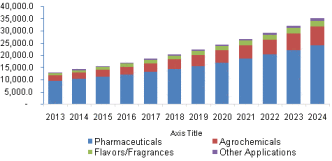 40,000.0
35,000.0
30,000.0
25,000.0
20,000.0
15,000.0
10,000.0
5,000.0
-
2013 2014 2015 2016 2017 2018 2019 2020 2021 2022 2023 2024
Axis Title
Pharmaceuticals Agrochemicals
Flavors/Fragrances Other Applications